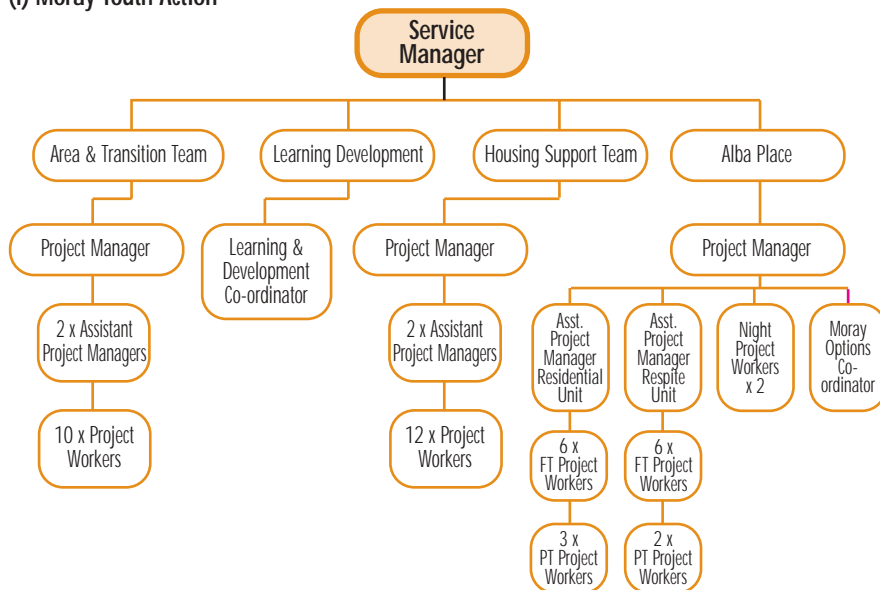 (i) Moray Youth Action
Service
Manager
Area & Transition Team
Learning Development
Housing Support Team
Alba Place
Project Manager
Learning &
Development
Co-ordinator
Project Manager
Project Manager
2 x Assistant
Project Managers
2 x Assistant
Project Managers
Asst.
Project
Manager
Residential
Unit
Asst.
Project
Manager
Respite
Unit
Night
Project
Workers
x 2
Moray
Options
Co-
ordinator
10 x Project
Workers
12 x Project
Workers
6 x
FT Project
Workers
6 x
FT Project
Workers
3 x
PT Project
Workers
2 x
PT Project
Workers